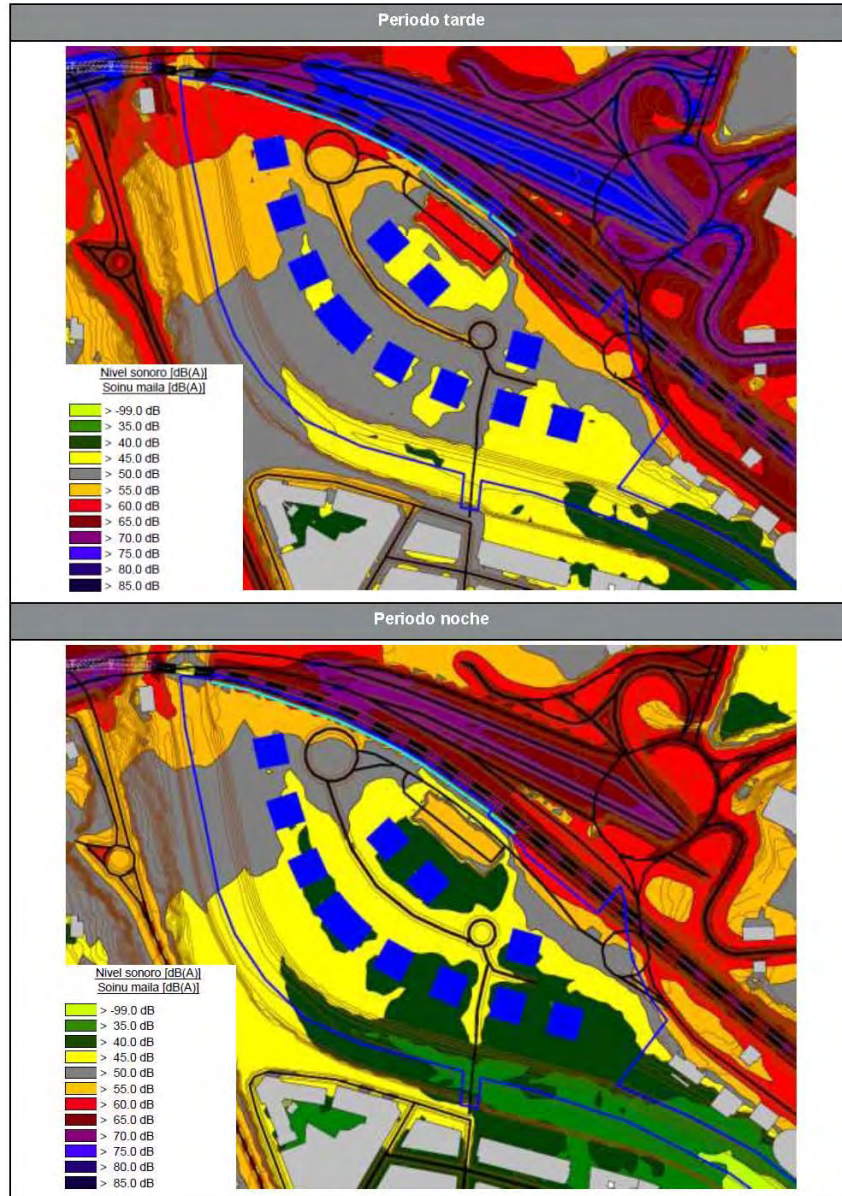 Periodo tarde
Nivel sonoro [dB(A)]
Soinu maila [dB(A)]
> -99.0 dB
> 35.0 dB
> 40.0 dB
> 45.0 dB
> 50.0 dB
> 55.0 dB
> 60.0 dB
> 65.0 dB
> 70.0 dB
> 75.0 dB
> 80.0 dB
> 85.0 dB
Periodo noche
Nivel sonoro [dB(A)]
Soinu maila [dB(A)]
> -99.0 dB
> 35.0 dB
> 40.0 dB
> 45.0 dB
> 50.0 dB
> 55.0 dB
> 60.0 dB
> 65.0 dB
> 70.0 dB
> 75.0 dB
> 80.0 dB
> 85.0 dB